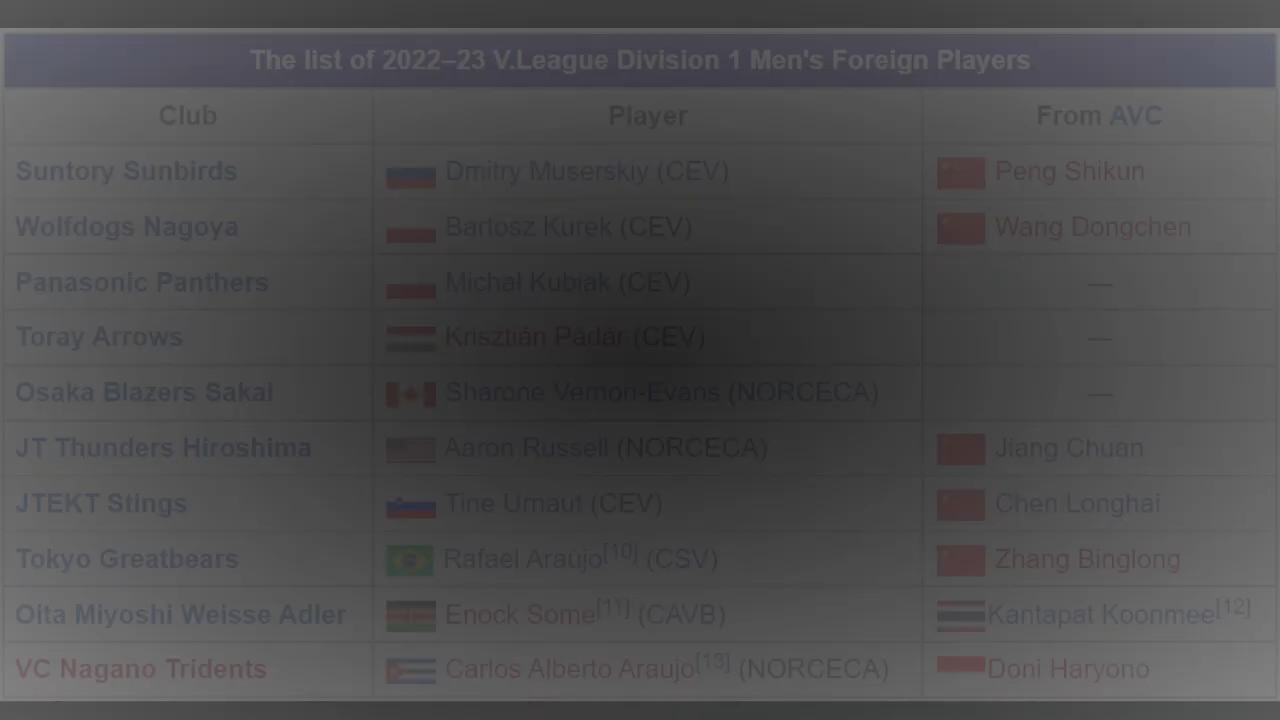 The list of 2022–23 V.League Division 1 Men's Foreign Players
Club Player From AVC
Suntory Sunbirds Dmitry Muserskiy (CEV) Peng Shikun
Wolfdogs Nagoya Bartosz Kurek (CEV) Wang Dongchen
Panasonic Panthers Michał Kubiak (CEV) —
Toray Arrows Krisztián Pádár (CEV) —
Osaka Blazers Sakai Sharone Vernon-Evans (NORCECA) —
JT Thunders Hiroshima Aaron Russell (NORCECA) Jiang Chuan
JTEKT Stings Tine Urnaut (CEV) Chen Longhai
Tokyo Greatbears Rafael Araújo[10] (CSV) Zhang Binglong
Oita Miyoshi Weisse Adler Enock Some[11] (CAVB) Kantapat Koonmee[12]
VC Nagano Tridents Carlos Alberto Araujo[13] (NORCECA) Doni Haryono